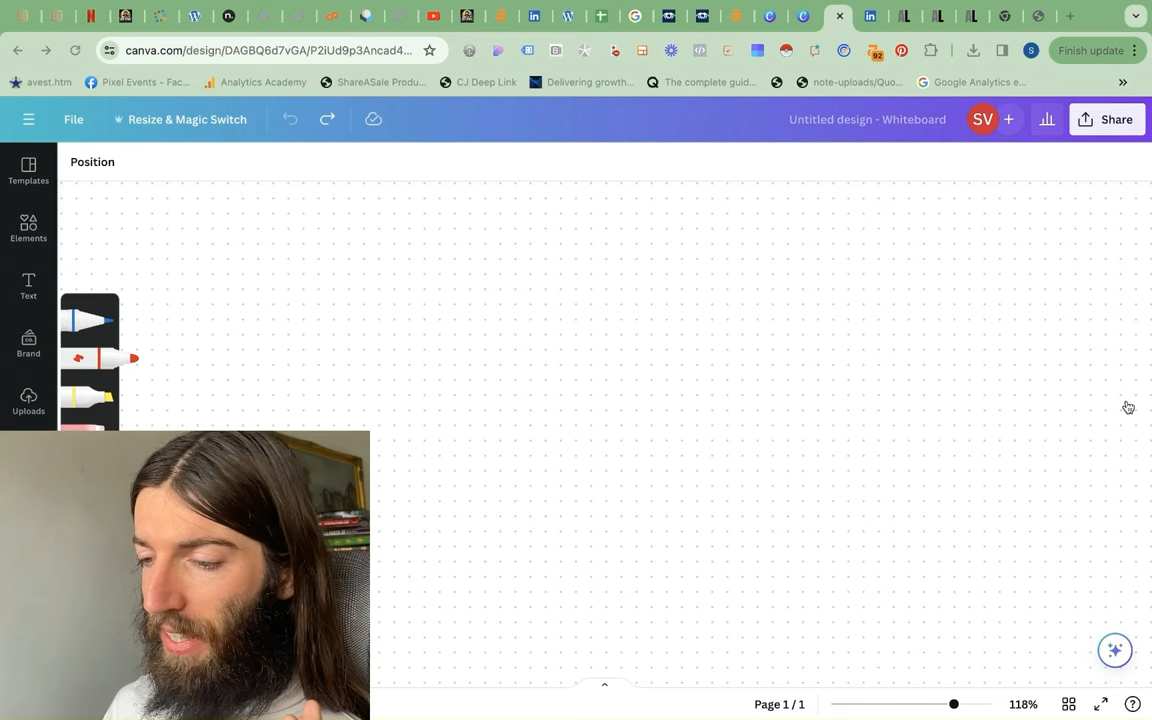 canva.com/design/DAGBQ6d7vGA/P2iUd9p3Ancad4...
92
S
Finish update
avest.htm
Pixel Events - Fac...
Analytics Academy
ShareASale Produ...
CJ Deep Link
Delivering growth...
The complete guid...
note-uploads/Quo...
Google Analytics e...
File
Resize & Magic Switch
Untitled design - Whiteboard
SV
Share
Position
Templates
Elements
Text
Brand
Uploads
Page 1 / 1
118%